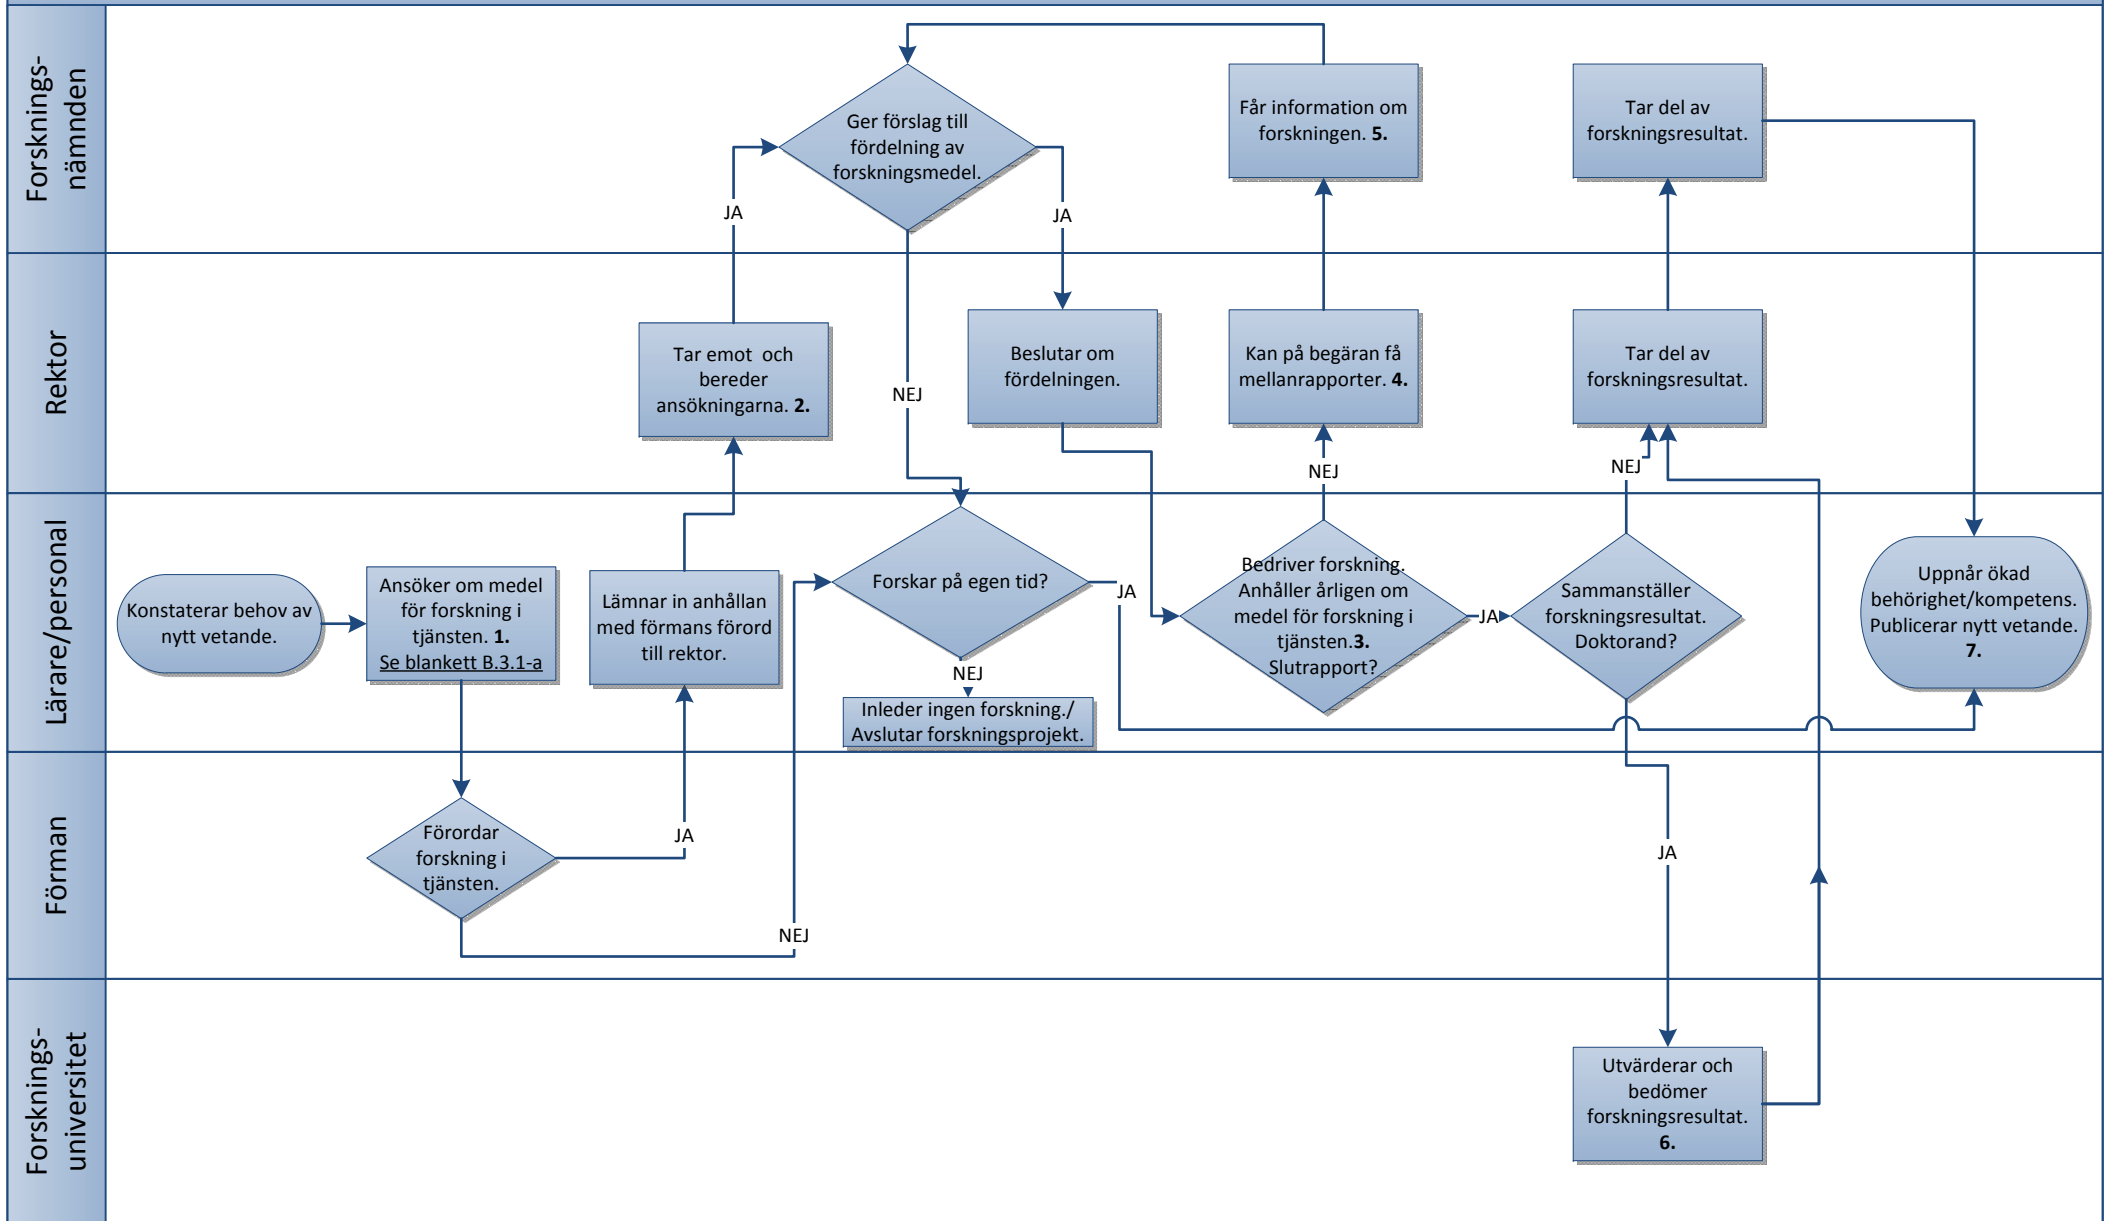 Forsknings-
nämnden
Ger förslag till
fördelning av
forskningsmedel.
JA
JA
NEJ
Får information om
forskningen. 5.
Tar del av
forskningsresultat.
Rektor
Tar emot och
bereder
ansökningarna. 2.
Beslutar om
fördelningen.
Kan på begäran få
mellanrapporter. 4.
NEJ
Tar del av
forskningsresultat.
NEJ
Lärare/personal
Konstaterar behov av
nytt vetande.
Ansöker om medel
för forskning i
tjänsten. 1.
Se blankett B.3.1-a
Lämnar in anhållan
med förmans förord
till rektor.
Forskar på egen tid?
JA
NEJ
Inleder ingen forskning./
Avslutar forskningsprojekt.
Bedriver forskning.
Anhåller årligen om
medel för forskning i
tjänsten.3.
Slutrapport?
JA
Sammanställer
forskningsresultat.
Doktorand?
Uppnår ökad
behörighet/kompetens.
Publicerar nytt vetande.
7.
Förman
Förordar
forskning i
tjänsten.
JA
NEJ
JA
Forsknings-
universitet
Utvärderar och
bedömer
forskningsresultat.
6.